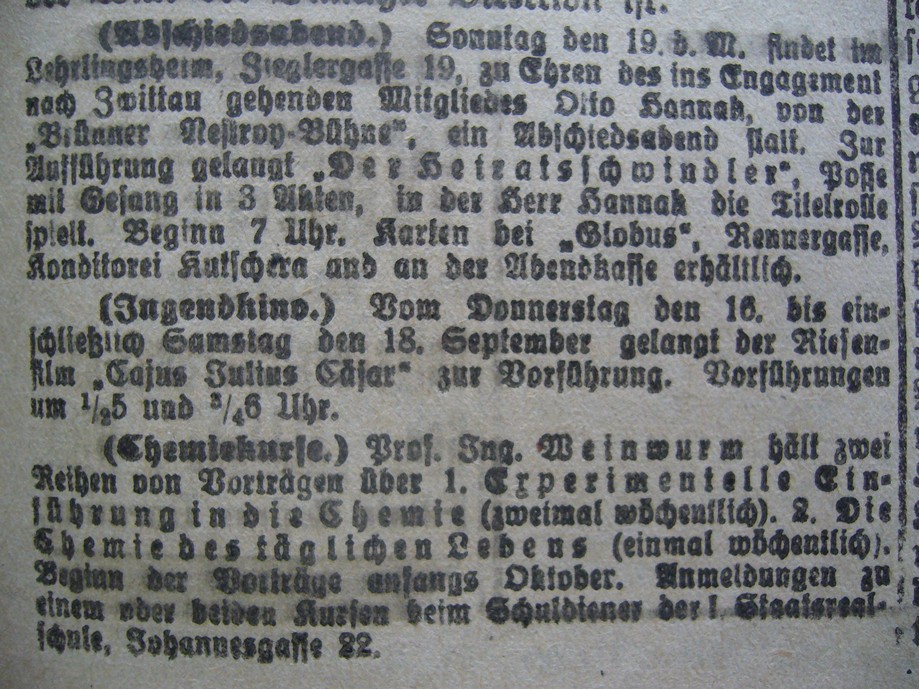 (Abschiedsabend.) Sonntag den 19. d. M. findet im
Lehrlingsheim, Zieglergasse 19, zu Ehren des ins Engagement
nach Zwittau gehenden Mitgliedes Otto Hannak, von der
„Brünner Nestroy-Bühne“, ein Abschiedsabend statt. Zur
Aufführung gelangt „Der Heiratsschwindler“, Posse
mit Gesang in 3 Akten, in der Herr Hannak die Titelrolle
spielt. Beginn 7 Uhr. Karten bei „Globus“, Rennergasse,
Konditorei Kutschera und an der Abendkasse erhältlich.
(Jugendkino.) Vom Donnerstag den 16. bis ein-
schließlich Samstag den 18. September gelangt der Riesen-
film „Cajus Julius Cäsar“ zur Vorführung. Vorführungen
um 1/25 und 3/46 Uhr.
(Chemiekurse.) Prof. Ing. Weinwurm hält zwei
Reihen von Vorträgen über 1. Experimentelle Ein-
führung in die Chemie (zweimal wöchentlich). 2. Die
Chemie des täglichen Lebens (einmal wöchentlich).
Beginn der Vorträge anfangs Oktober. Anmeldungen zu
einem oder beiden Kursen beim Schuldiener der I. Staatsreal-
schule, Johannesgasse 22.